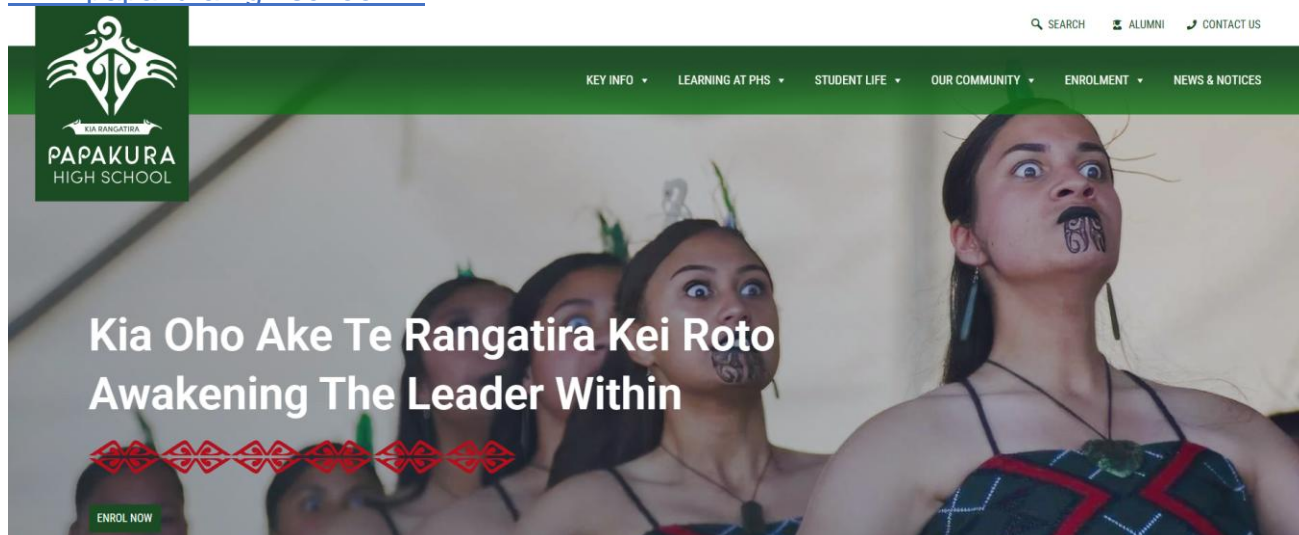 SEARCH ALUMNI CONTACT US
KEY INFO LEARNING AT PHS STUDENT LIFE OUR COMMUNITY ENROLMENT NEWS & NOTICES
KIA RANGATIRA
PAPAKURA
HIGH SCHOOL
Kia Oho Ake Te Rangatira Kei Roto
Awakening The Leader Within
ENROL NOW